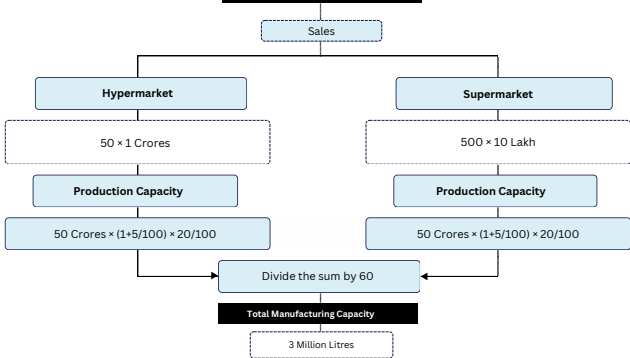 Sales
Hypermarket
Supermarket
50 × 1 Crores
500 × 10 Lakh
Production Capacity
Production Capacity
50 Crores × (1+5/100) × 20/100
50 Crores × (1+5/100) × 20/100
Divide the sum by 60
Total Manufacturing Capacity
3 Million Litres